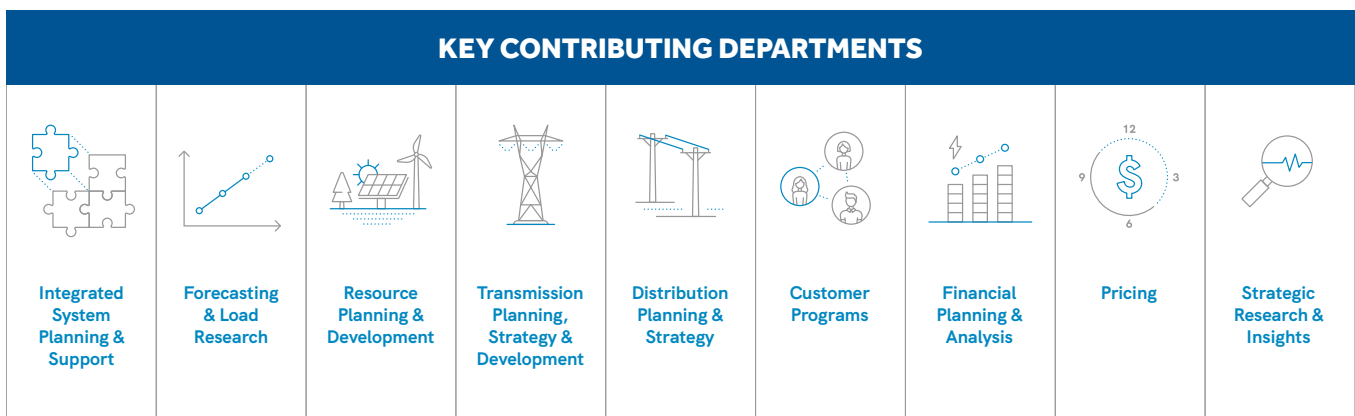 KEY CONTRIBUTING DEPARTMENTS
Integrated
System
Planning &
Support
Forecasting
& Load
Research
Resource
Planning &
Development
Transmission
Planning,
Strategy &
Development
Distribution
Planning &
Strategy
Customer
Programs
Financial
Planning &
Analysis
12
9
$
3
6
Pricing
Strategic
Research &
Insights